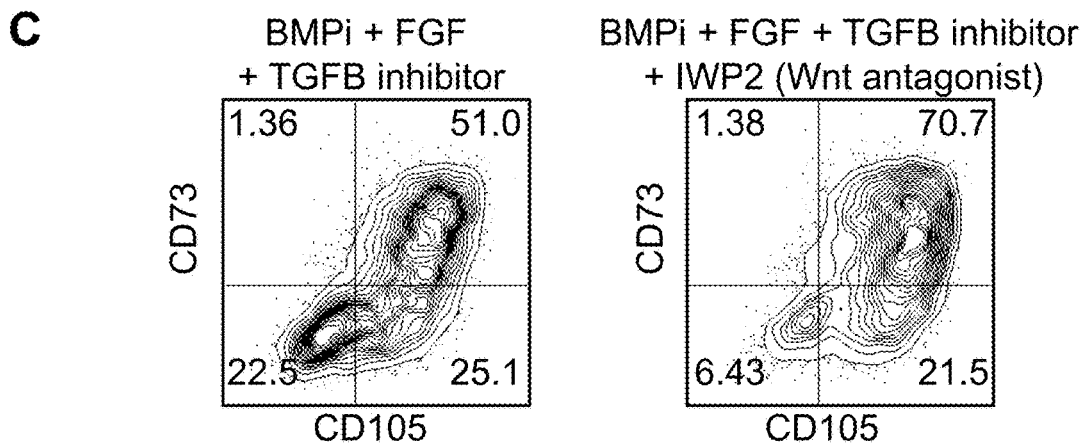 C
BMPi + FGF
+ TGFB inhibitor
BMPi + FGF + TGFB inhibitor
+ IWP2 (Wnt antagonist)
1.36
51.0
CD73
22.5
25.1
CD105
1.38
70.7
CD73
6.43
21.5
CD105